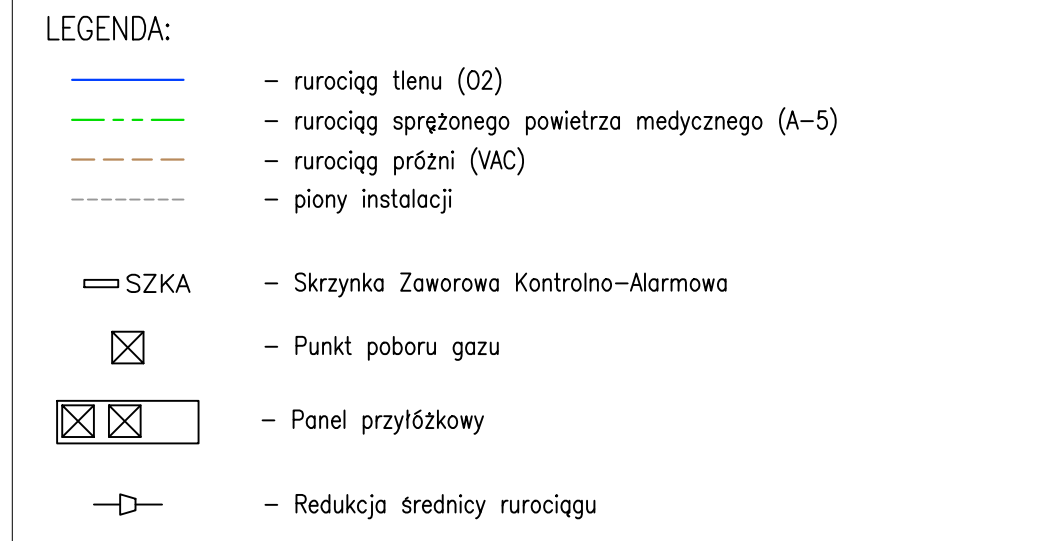 LEGENDA:
– rurociąg tlenu (O2)
– rurociąg sprężonego powietrza medycznego (A–5)
– rurociąg próżni (VAC)
– piony instalacji
SZKA – Skrzynka Zaworowa Kontrolno–Alarmowa
– Punkt poboru gazu
– Panel przyłóżkowy
– Redukcja średnicy rurociągu